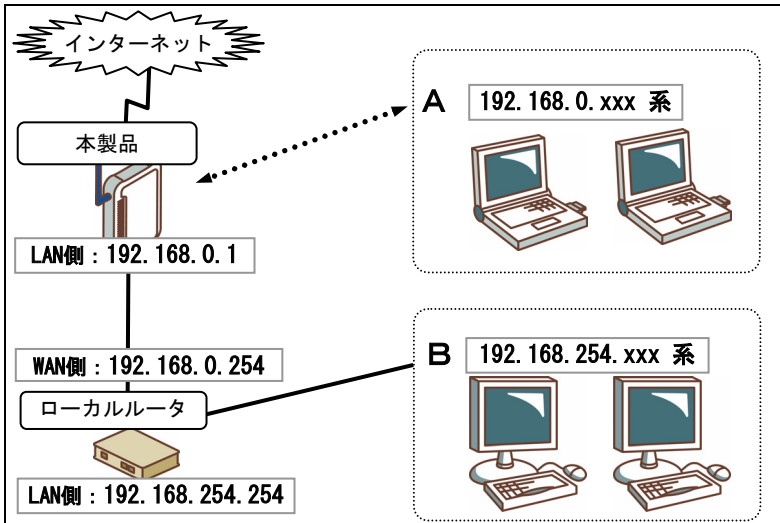 インターネット
本製品
LAN側：192.168.0.1
WAN側：192.168.0.254
ローカルルータ
LAN側：192.168.254.254
A 192.168.0.xxx 系
B 192.168.254.xxx 系